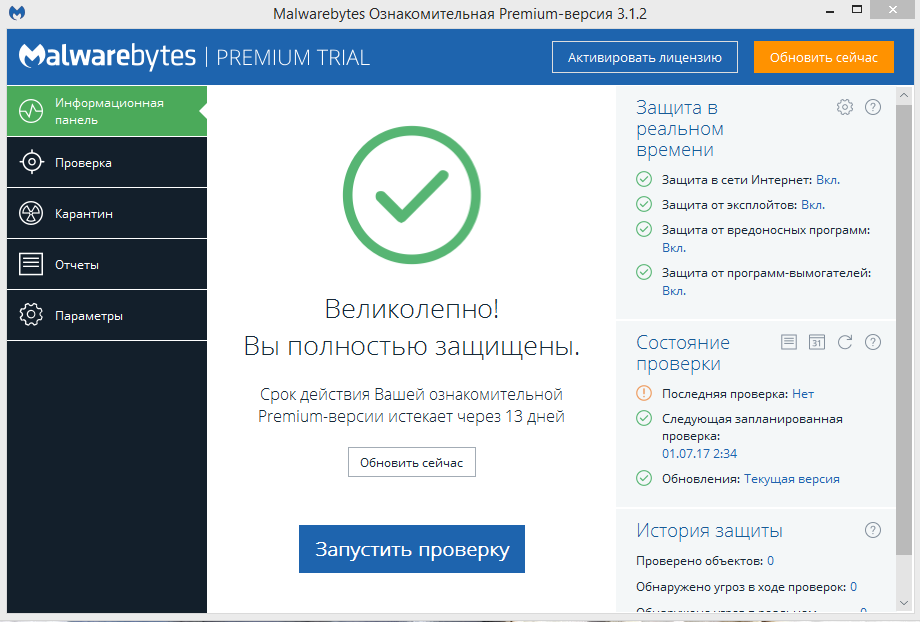 Malwarebytes Ознакомительная Premium-версия 3.1.2
Malwarebytes | PREMIUM TRIAL
Активировать лицензию
Обновить сейчас
Информационная
панель
Проверка
Карантин
Отчеты
Параметры
Великолепно!
Вы полностью защищены.
Срок действия Вашей ознакомительной
Premium-версии истекает через 13 дней
Обновить сейчас
Запустить проверку
Защита в
реальном
времени
Защита в сети Интернет: Вкл.
Защита от эксплойтов: Вкл.
Защита от вредоносных программ:
Вкл.
Защита от программ-вымогателей:
Вкл.
Состояние
проверки
31
Последняя проверка: Нет
Следующая запланированная
проверка:
01.07.17 2:34
Обновления: Текущая версия
История защиты
Проверено объектов: 0
Обнаружено угроз в ходе проверок: 0